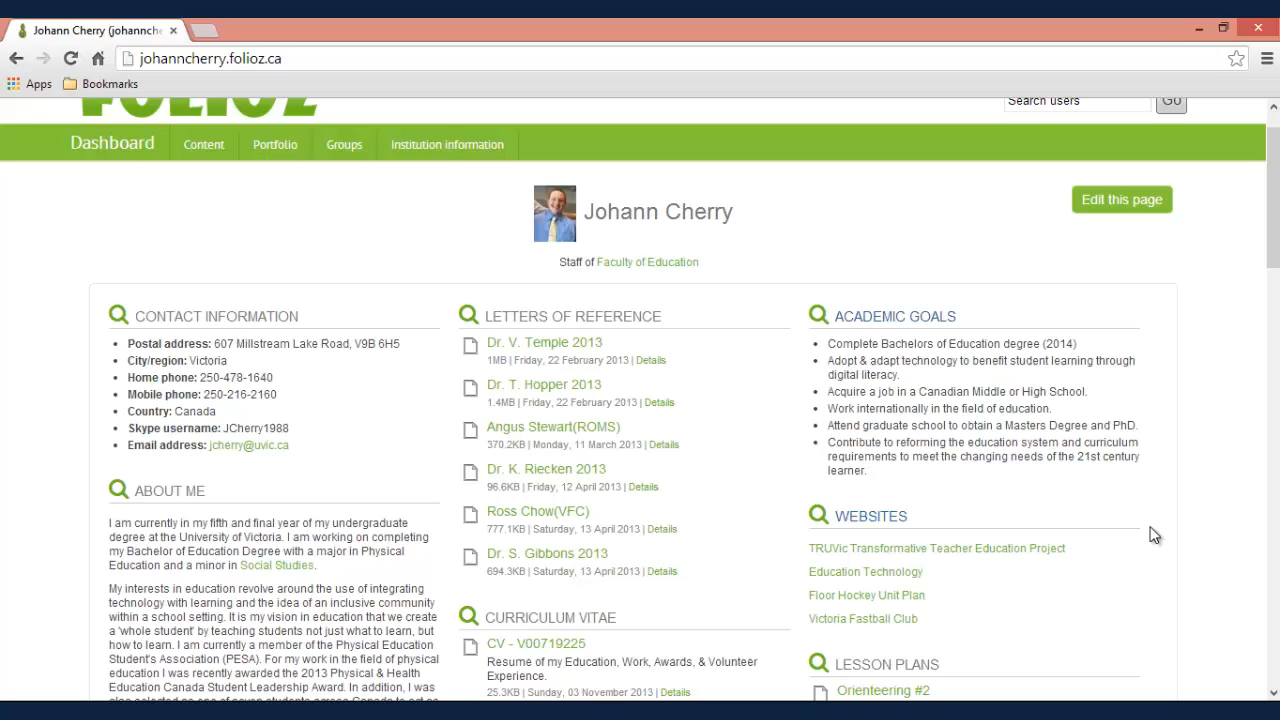 Johann Cherry (johannche
johanncherry.folioz.ca
Apps
Bookmarks
FOLIOZ
Search users
Go
Dashboard
Content
Portfolio
Groups
Institution information
Johann Cherry
Edit this page
Staff of Faculty of Education
CONTACT INFORMATION
Postal address: 607 Millstream Lake Road, V9B 6H5
City/region: Victoria
Home phone: 250-478-1640
Mobile phone: 250-216-2160
Country: Canada
Skype username: JCherry1988
Email address: jcherry@uvic.ca
ABOUT ME
I am currently in my fifth and final year of my undergraduate
degree at the University of Victoria. I am working on completing
my Bachelor of Education Degree with a major in Physical
Education and a minor in Social Studies.
My interests in education revolve around the use of integrating
technology with learning and the idea of an inclusive community
within a school setting. It is my vision in education that we create
a 'whole student' by teaching students not just what to learn, but
how to learn. I am currently a member of the Physical Education
Student's Association (PESA). For my work in the field of physical
education I was recently awarded the 2013 Physical & Health
Education Canada Student Leadership Award. In addition, I was
also selected as one of seven students across Canada to act as
LETTERS OF REFERENCE
Dr. V. Temple 2013
1MB | Friday, 22 February 2013 | Details
Dr. T. Hopper 2013
1.4MB | Friday, 22 February 2013 | Details
Angus Stewart(ROMS)
370.2KB | Monday, 11 March 2013 | Details
Dr. K. Riecken 2013
96.6KB | Friday, 12 April 2013 | Details
Ross Chow(VFC)
777.1KB | Saturday, 13 April 2013 | Details
Dr. S. Gibbons 2013
694.3KB | Saturday, 13 April 2013 | Details
CURRICULUM VITAE
CV - V00719225
Resume of my Education, Work, Awards, & Volunteer
Experience.
25.3KB | Sunday, 03 November 2013 | Details
ACADEMIC GOALS
Complete Bachelors of Education degree (2014)
Adopt & adapt technology to benefit student learning through
digital literacy.
Acquire a job in a Canadian Middle or High School.
Work internationally in the field of education.
Attend graduate school to obtain a Masters Degree and PhD.
Contribute to reforming the education system and curriculum
requirements to meet the changing needs of the 21st century
learner.
WEBSITES
TRUVic Transformative Teacher Education Project
Education Technology
Floor Hockey Unit Plan
Victoria Fastball Club
LESSON PLANS
Orienteering #2